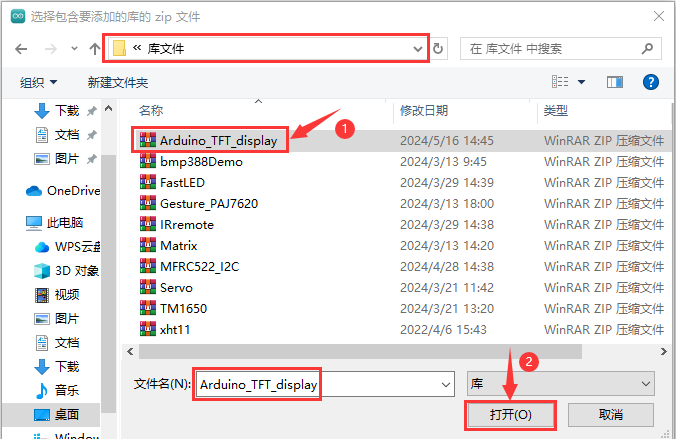 选择包含要添加的库的 zip 文件
« 库文件
在 库文件 中搜索
组织 新建文件夹
名称 修改日期 类型
下载
文档
图片
OneDrive
此电脑
WPS云盘
3D 对象
视频
图片
文档
下载
音乐
桌面
Arduino_TFT_display 2024/5/16 14:45 WinRAR ZIP 压缩文件
1
bmp388Demo 2024/3/13 9:45 WinRAR ZIP 压缩文件
FastLED 2024/3/29 14:39 WinRAR ZIP 压缩文件
Gesture_PAJ7620 2024/3/13 18:00 WinRAR ZIP 压缩文件
IRremote 2024/3/29 14:38 WinRAR ZIP 压缩文件
Matrix 2024/3/13 14:20 WinRAR ZIP 压缩文件
MFRC522_I2C 2024/4/28 14:38 WinRAR ZIP 压缩文件
Servo 2024/3/21 11:42 WinRAR ZIP 压缩文件
TM1650 2024/3/21 13:20 WinRAR ZIP 压缩文件
xht11 2022/4/6 15:43 WinRAR ZIP 压缩文件
2
文件名(N): Arduino_TFT_display 库
打开(O) 取消